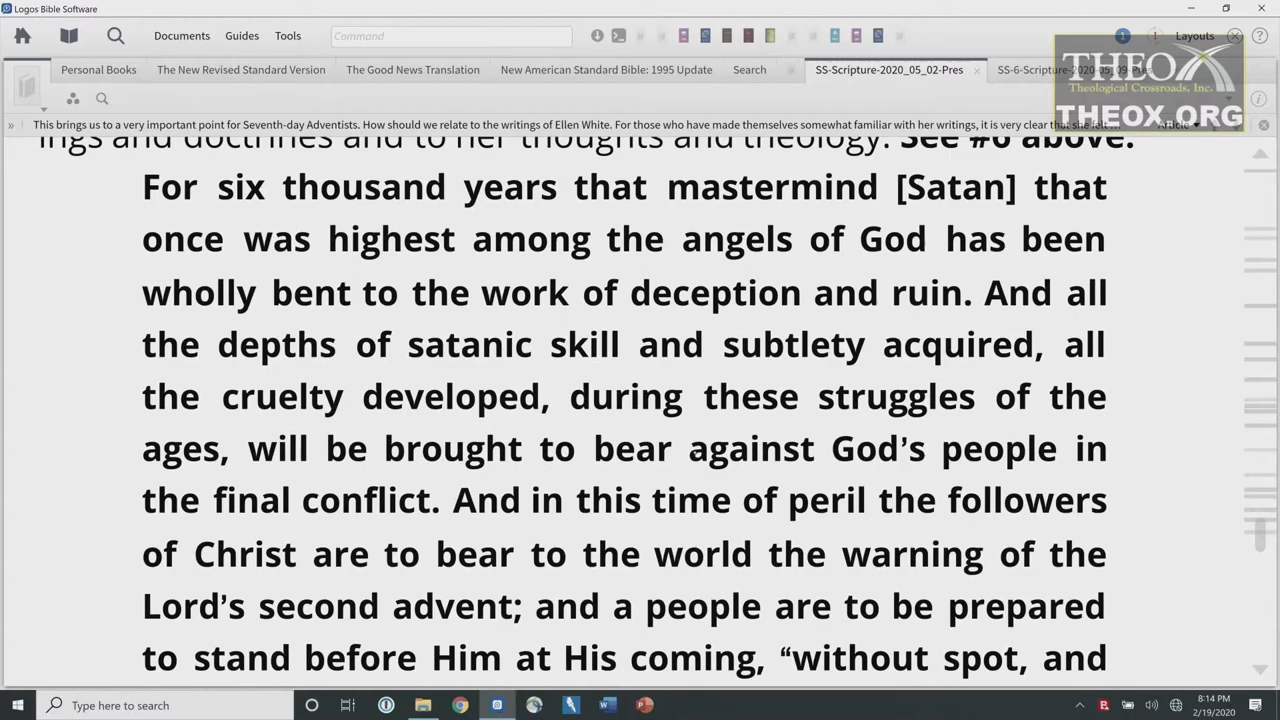 Logos Bible Software
Documents Guides Tools Command Layouts
Personal Books The New Revised Standard Version Translation New American Standard Bible: 1995 Update Search SS-Scripture-2020_05_02-Pres SS-6-Scripture-2020-05_09-Pres
THEOX
Theological Crossroads, Inc.
THEOX.ORG
This brings us to a very important point for Seventh-day Adventists. How should we relate to the writings of Ellen White. For those who have made themselves somewhat familiar with her writings, it is very clear that she felt ... Article
ings and doctrines and to her thoughts and theology. See #6 above.
For six thousand years that mastermind [Satan] that
once was highest among the angels of God has been
wholly bent to the work of deception and ruin. And all
the depths of satanic skill and subtlety acquired, all
the cruelty developed, during these struggles of the
ages, will be brought to bear against God’s people in
the final conflict. And in this time of peril the followers
of Christ are to bear to the world the warning of the
Lord’s second advent; and a people are to be prepared
to stand before Him at His coming, “without spot, and
Type here to search
8:14 PM
2/19/2020